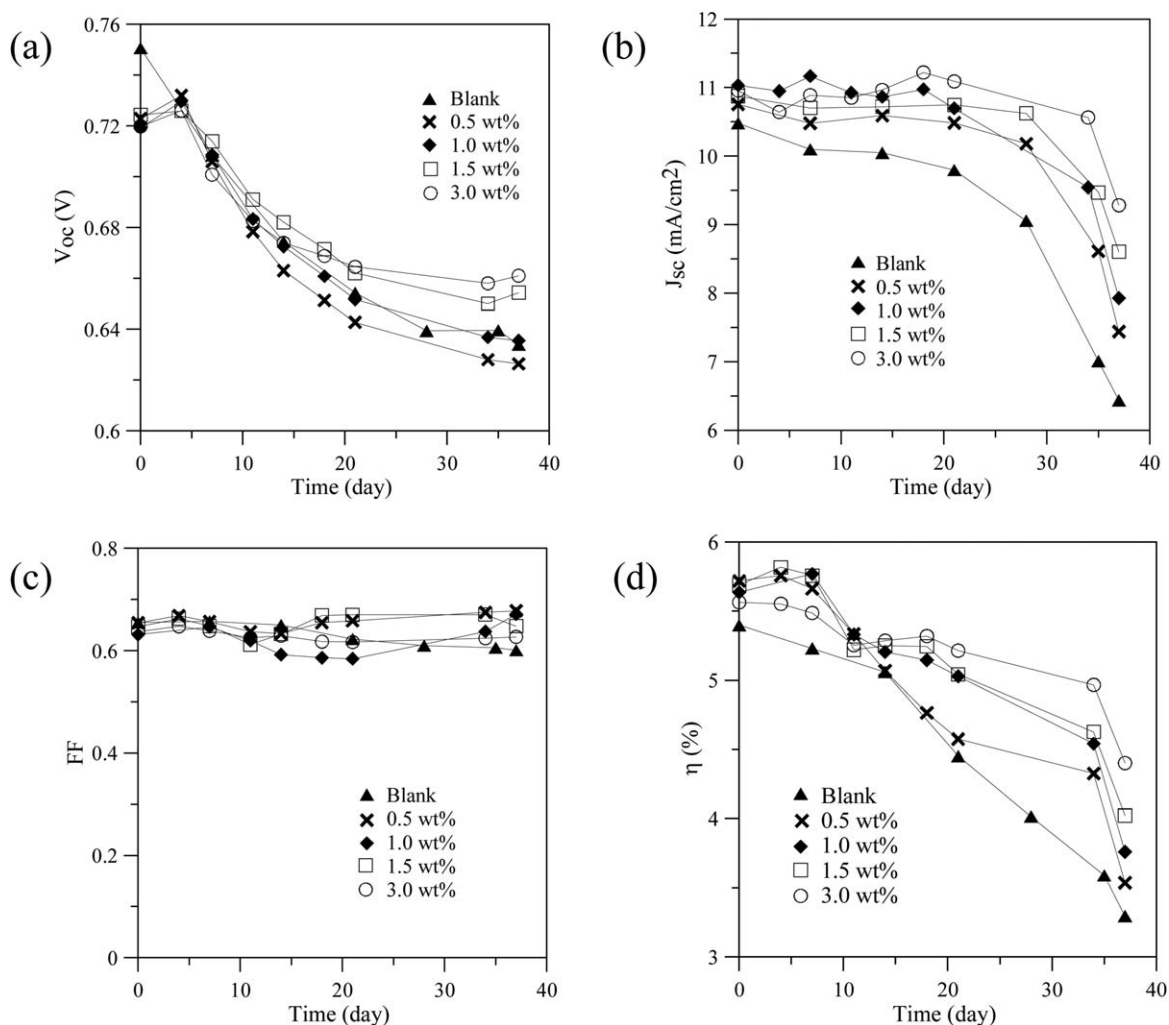 (a)
0.76
0.72
0.68
0.64
0.6
V_OC (V)
Blank
0.5 wt%
1.0 wt%
1.5 wt%
3.0 wt%
0 10 20 30 40
Time (day)
(b)
12
11
10
9
8
7
6
J_SC (mA/cm2)
Blank
0.5 wt%
1.0 wt%
1.5 wt%
3.0 wt%
0 10 20 30 40
Time (day)
(c)
0.8
0.6
0.4
0.2
0
FF
Blank
0.5 wt%
1.0 wt%
1.5 wt%
3.0 wt%
0 10 20 30 40
Time (day)
(d)
6
5
4
3
η (%)
Blank
0.5 wt%
1.0 wt%
1.5 wt%
3.0 wt%
0 10 20 30 40
Time (day)